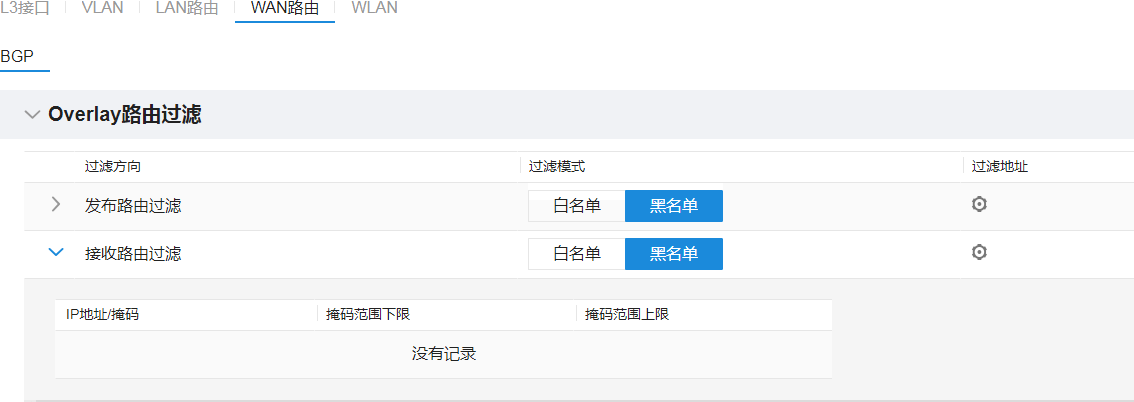 L3接口 VLAN LAN路由 WAN路由 WLAN
BGP
Overlay路由过滤
过滤方向 过滤模式 过滤地址
发布路由过滤 白名单 黑名单
接收路由过滤 白名单 黑名单
IP地址/掩码 掩码范围下限 掩码范围上限
没有记录